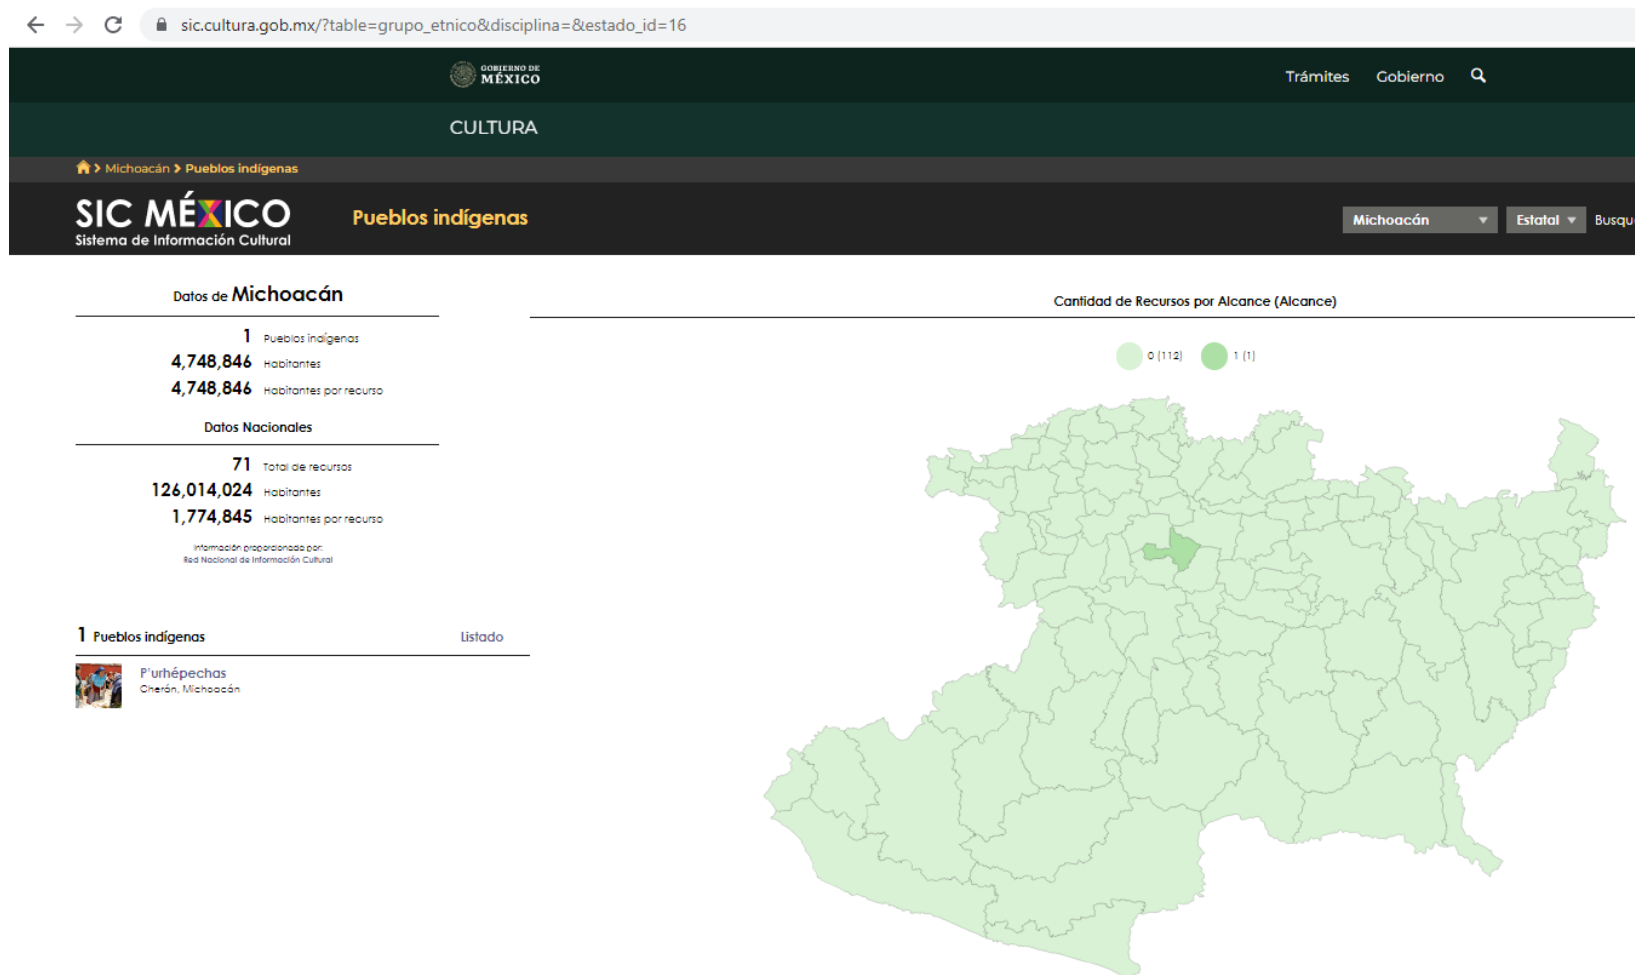 sic.cultura.gob.mx/?table=grupo_etnico&disciplina=&estado_id=16
GOBIERNO DE
MÉXICO
Trámites Gobierno
CULTURA
Michoacán Pueblos indígenas
SIC MÉXICO
Sistema de Información Cultural
Pueblos indígenas
Michoacán Estatal Busqu
Datos de Michoacán
1 Pueblos indígenas
4,748,846 Habitantes
4,748,846 Habitantes por recurso
Datos Nacionales
71 Total de recursos
126,014,024 Habitantes
1,774,845 Habitantes por recurso
Información proporcionada por:
Red Nacional de Información Cultural
1 Pueblos indígenas Listado
P'urhépechas
Cherán, Michoacán
Cantidad de Recursos por Alcance (Alcance)
0 (112) 1 (1)